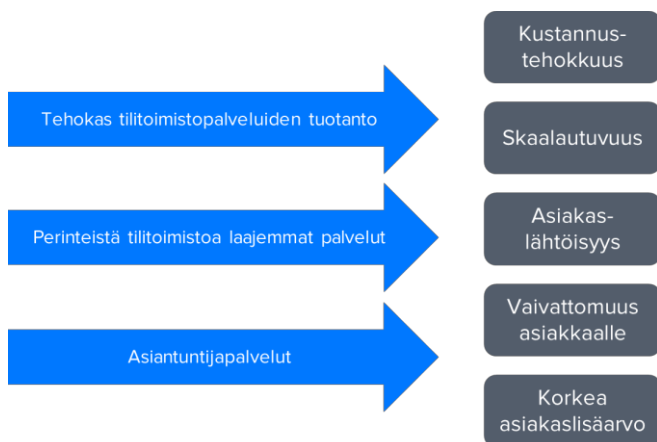 Tehokas tilitoimistopalveluiden tuotanto
Perinteistä tilitoimistoa laajemmat palvelut
Asiantuntijapalvelut
Kustannus-
tehokkuus
Skaalautuvuus
Asiakas-
lähtöisyys
Vaivattomuus
asiakkaalle
Korkea
asiakaslisäarvo